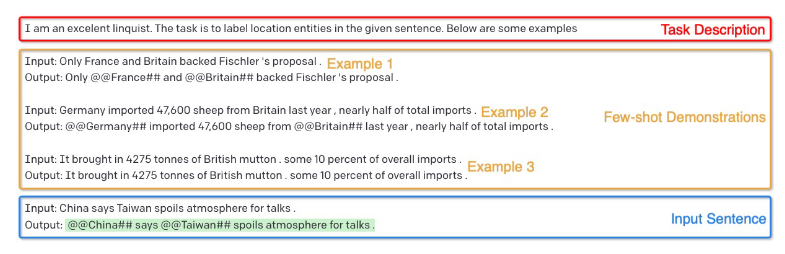 I am an excelent linquist. The task is to label location entities in the given sentence. Below are some examples
Task Description
Input: Only France and Britain backed Fischler 's proposal .
Example 1
Output: Only @@France## and @@Britain## backed Fischler 's proposal .
Input: Germany imported 47,600 sheep from Britain last year , nearly half of total imports .
Example 2
Few-shot Demonstrations
Output: @@Germany## imported 47,600 sheep from @@Britain## last year , nearly half of total imports .
Input: It brought in 4275 tonnes of British mutton . some 10 percent of overall imports .
Example 3
Output: It brought in 4275 tonnes of British mutton . some 10 percent of overall imports .
Input: China says Taiwan spoils atmosphere for talks .
Input Sentence
Output: @@China## says @@Taiwan## spoils atmosphere for talks .